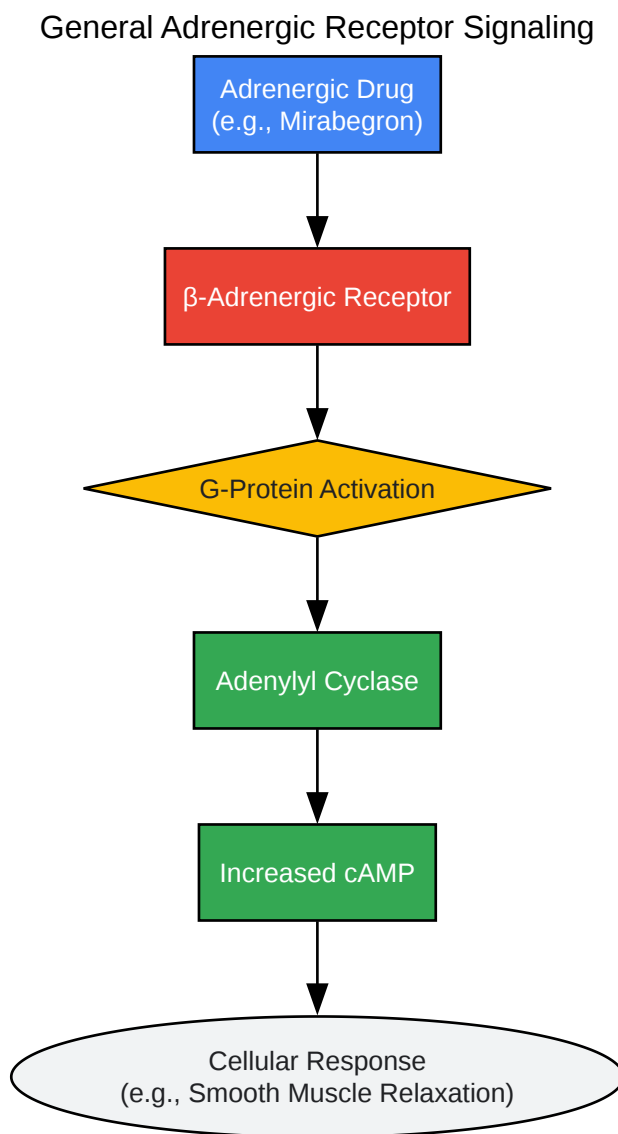 General Adrenergic Receptor Signaling
Adrenergic Drug
(e.g., Mirabegron)
β-Adrenergic Receptor
G-Protein Activation
Adenylyl Cyclase
Increased cAMP
Cellular Response
(e.g., Smooth Muscle Relaxation)